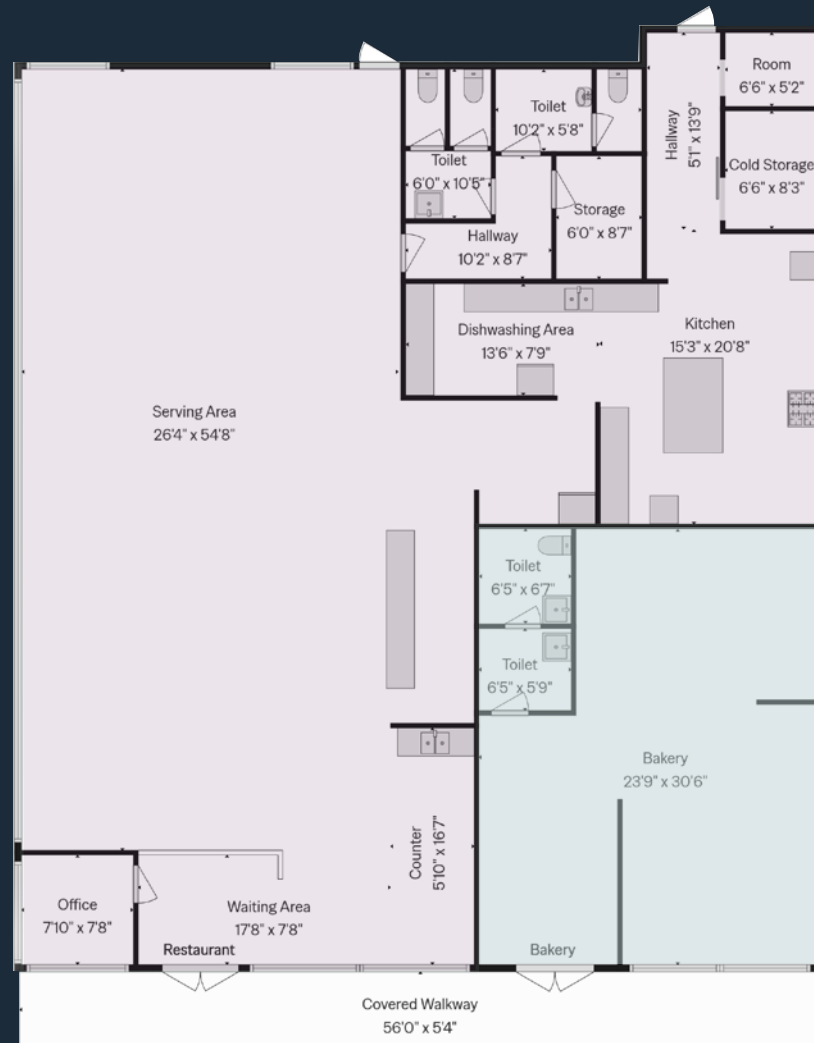 Room
6'6" x 5'2"
Hallway
5'1" x 13'9"
Toilet
10'2" x 5'8"
Toilet
6'0" x 10'5"
Cold Storage
6'6" x 8'3"
Storage
6'0" x 8'7"
Hallway
10'2" x 8'7"
Dishwashing Area
13'6" x 7'9"
Kitchen
15'3" x 20'8"
Serving Area
26'4" x 54'8"
Toilet
6'5" x 6'7"
Toilet
6'5" x 5'9"
Bakery
23'9" x 30'6"
Counter
5'10" x 16'7"
Office
7'10" x 7'8"
Waiting Area
17'8" x 7'8"
Restaurant
Bakery
Covered Walkway
56'0" x 5'4"